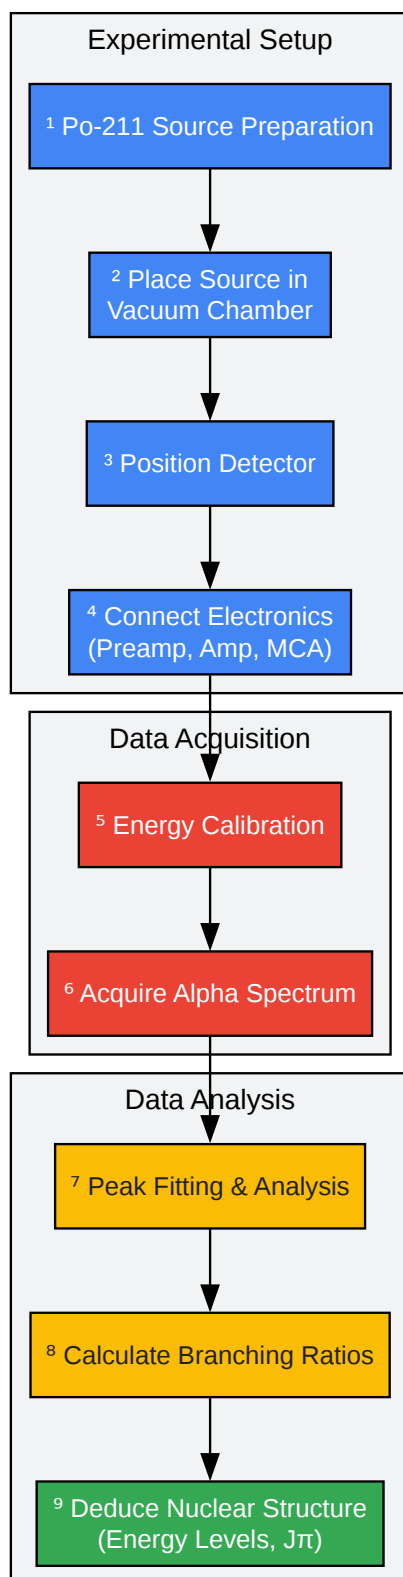 Experimental Setup
¹ Po-211 Source Preparation
² Place Source in
Vacuum Chamber
³ Position Detector
⁴ Connect Electronics
(Preamp, Amp, MCA)
Data Acquisition
⁵ Energy Calibration
⁶ Acquire Alpha Spectrum
Data Analysis
⁷ Peak Fitting & Analysis
⁸ Calculate Branching Ratios
⁹ Deduce Nuclear Structure
(Energy Levels, Jπ)